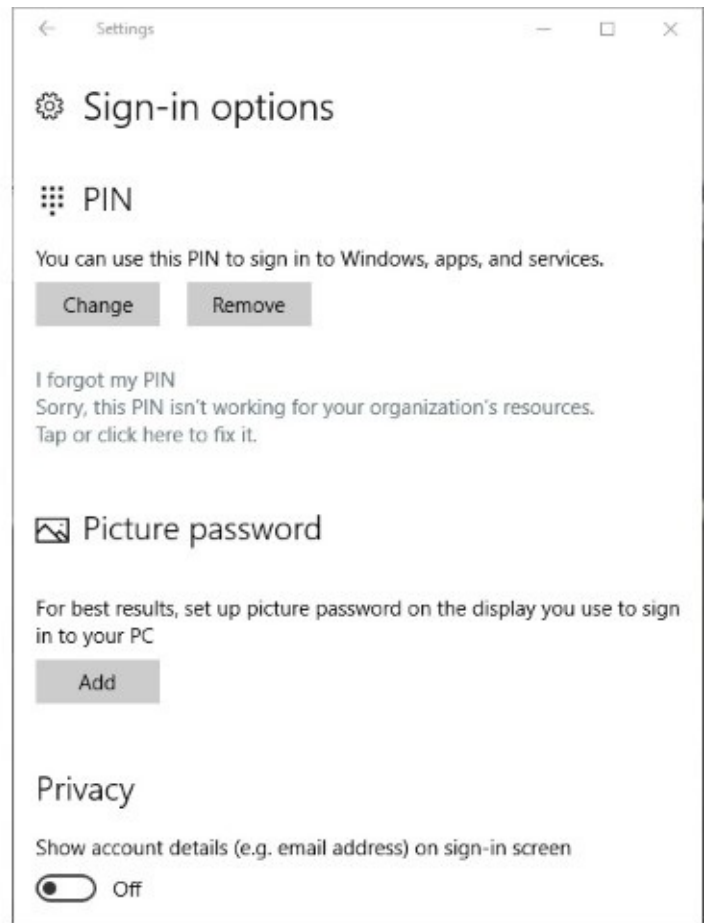 Settings
Sign-in options
PIN
You can use this PIN to sign in to Windows, apps, and services.
Change Remove
I forgot my PIN
Sorry, this PIN isn't working for your organization's resources.
Tap or click here to fix it.
Picture password
For best results, set up picture password on the display you use to sign
in to your PC
Add
Privacy
Show account details (e.g. email address) on sign-in screen
Off